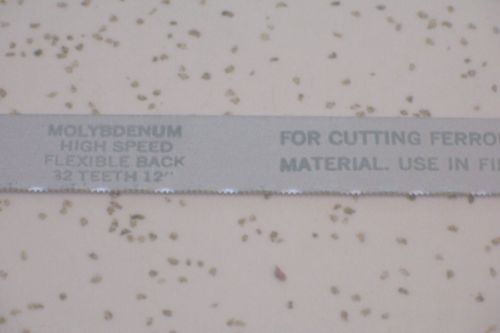 MOLYBDENUM
HIGH SPEED
FLEXIBLE BACK
32 TEETH 12"
FOR CUTTING FERRO
MATERIAL. USE IN FI